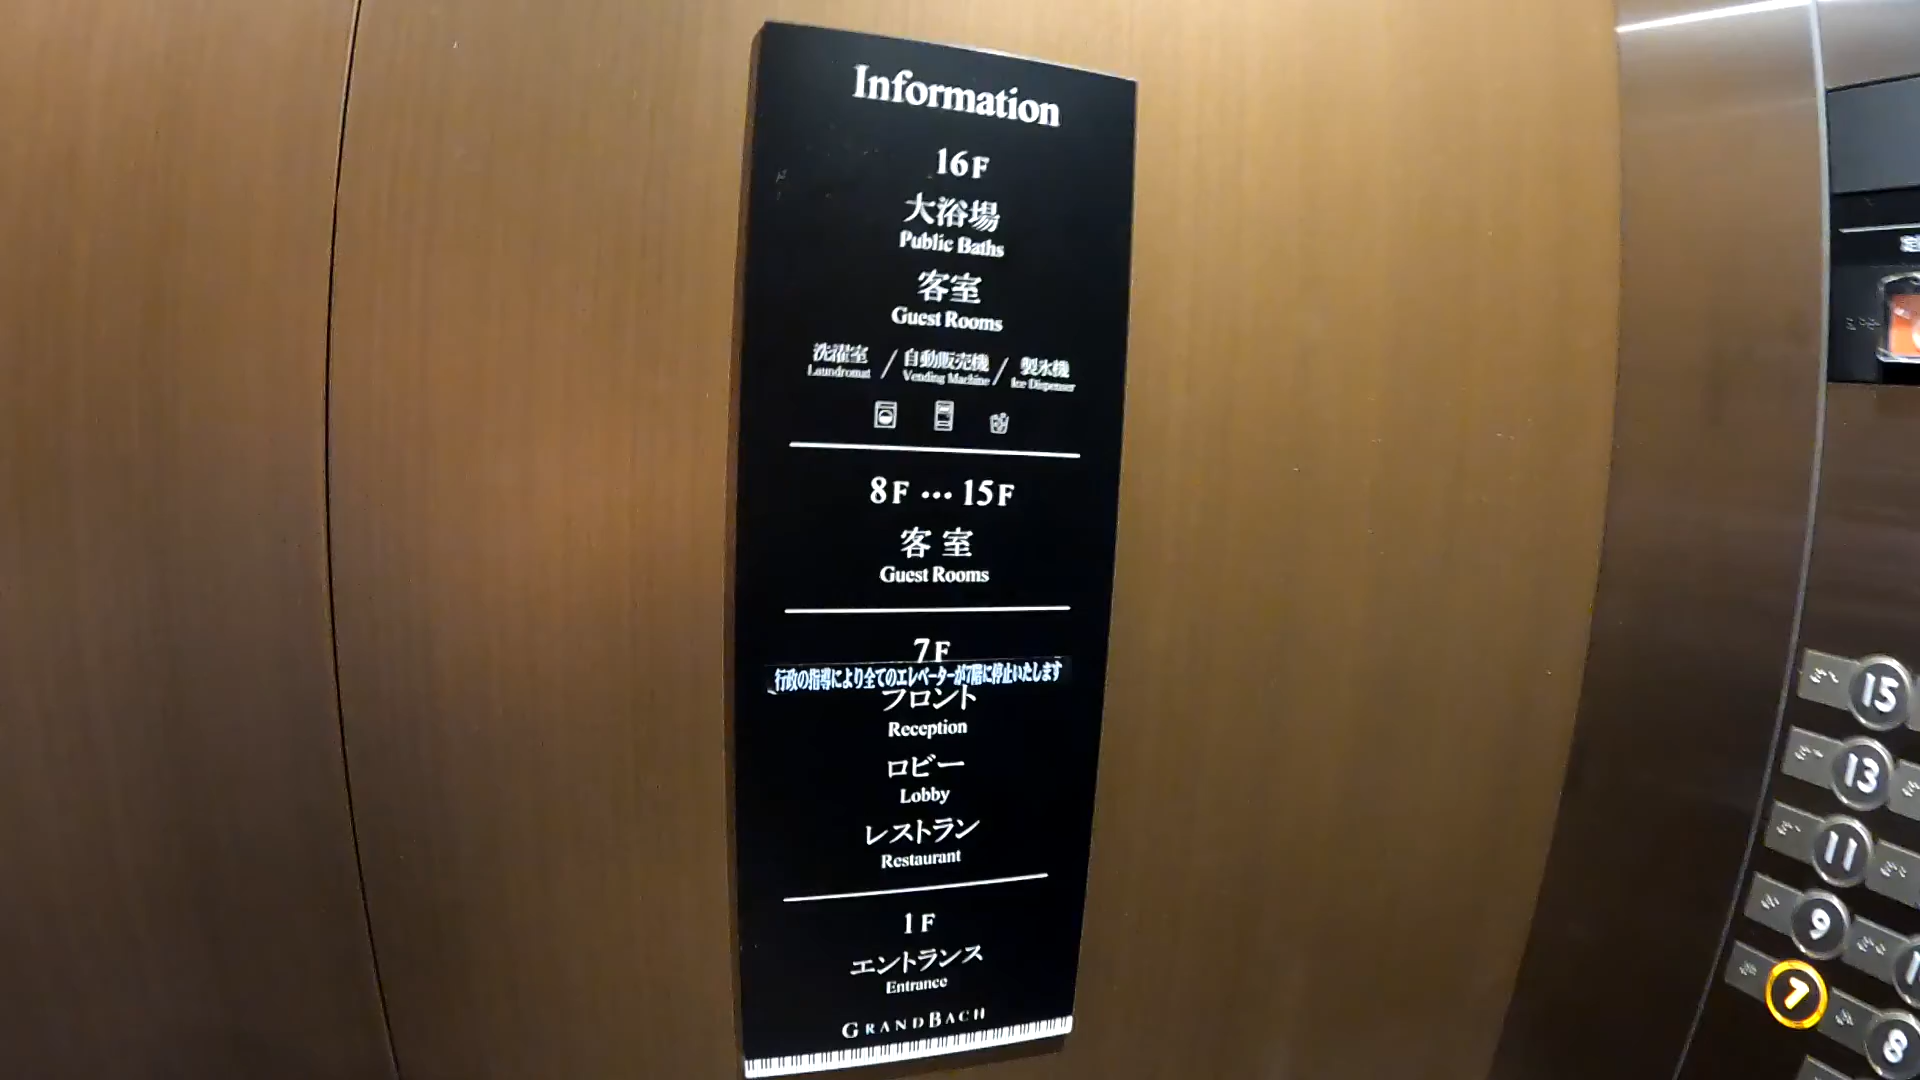 Information
16F
大浴場
Public Baths
客室
Guest Rooms
洗濯室 / 自動販売機 / 製氷機
Laundromat Vending Machine Ice Dispenser
8F … 15F
客室
Guest Rooms
7F
行政の指導により全てのエレベーターが7階に停止いたします
フロント
Reception
ロビー
Lobby
レストラン
Restaurant
1F
エントランス
Entrance
GRANDBACH
15
13
11
9
7
8